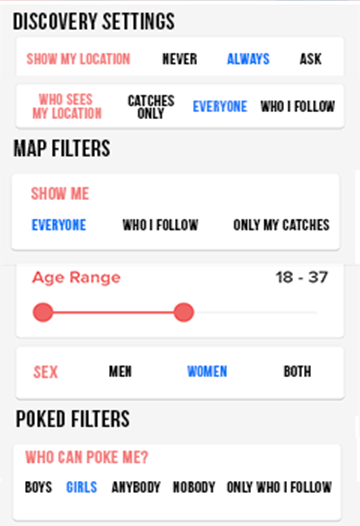 DISCOVERY SETTINGS
SHOW MY LOCATION NEVER ALWAYS ASK
WHO SEES
MY LOCATION
CATCHES
ONLY
EVERYONE WHO I FOLLOW
MAP FILTERS
SHOW ME
EVERYONE WHO I FOLLOW ONLY MY CATCHES
Age Range 18 - 37
SEX MEN WOMEN BOTH
POKED FILTERS
WHO CAN POKE ME?
BOYS GIRLS ANYBODY NOBODY ONLY WHO I FOLLOW